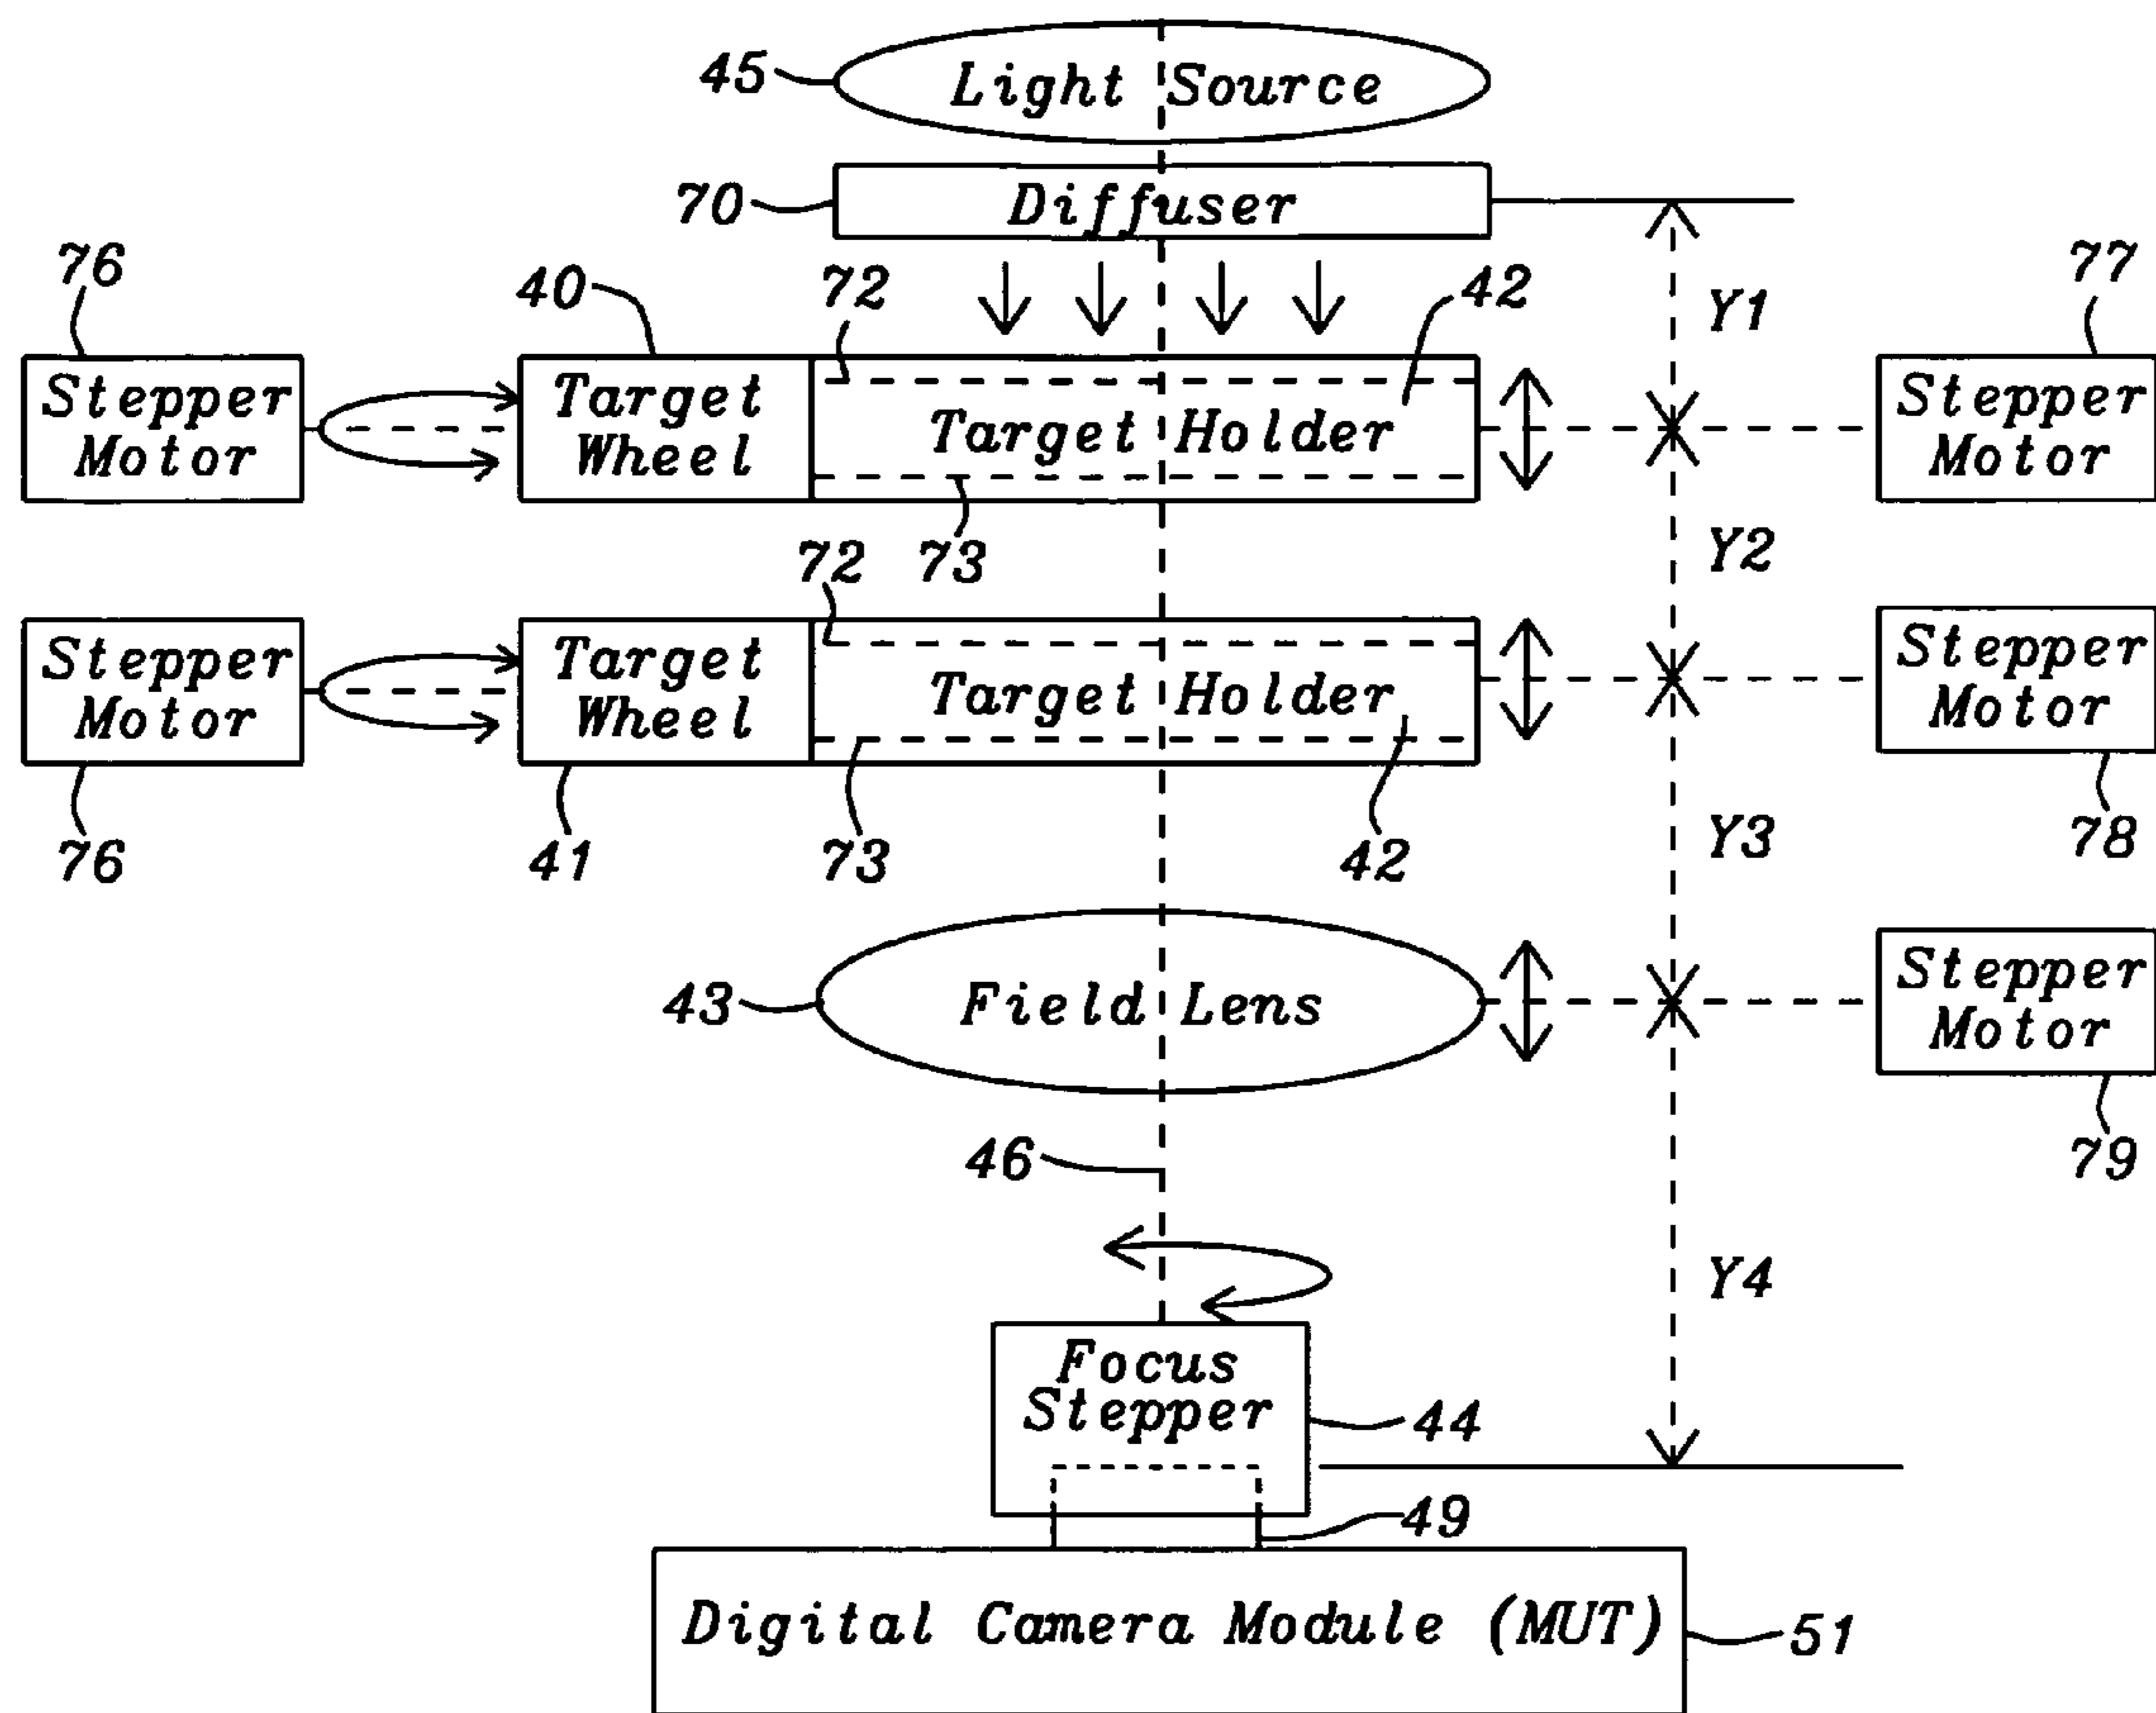 45
Light Source
70
Diffuser
76
40
72
42
77
Y1
Stepper
Motor
Target
Wheel
Target Holder
Stepper
Motor
72
73
Y2
Stepper
Motor
Target
Wheel
Target Holder
Stepper
Motor
76
41
73
42
Y3
78
43
Field Lens
Stepper
Motor
46
79
Y4
Focus
Stepper
44
49
Digital Camera Module (MUT)
51